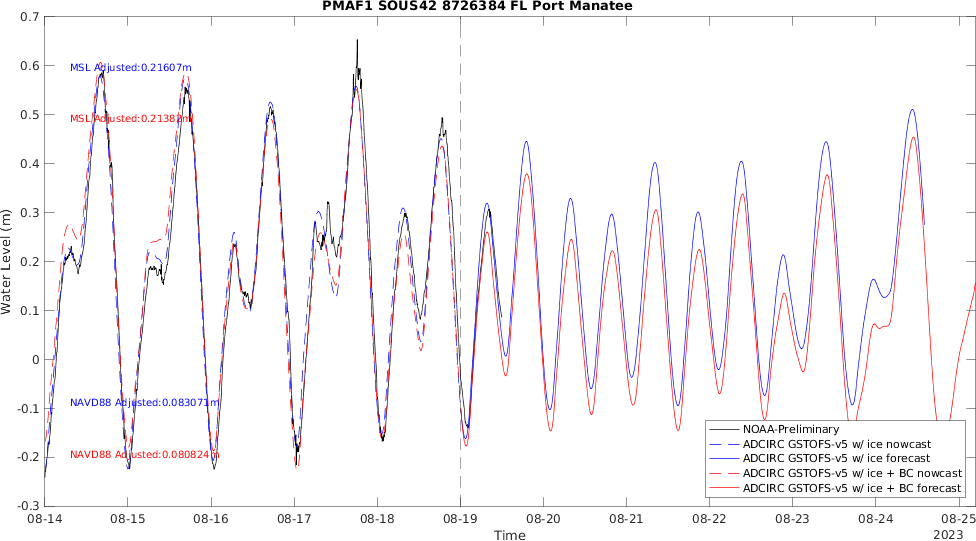 PMAF1 SOUS42 8726384 FL Port Manatee
0.7
0.6
0.5
0.4
0.3
0.2
0.1
0
-0.1
-0.2
-0.3
Water Level (m)
MSL Adjusted:0.21607m
MSL Adjusted:0.21382m
NAVD88 Adjusted:0.083071m
NAVD88 Adjusted:0.080824m
NOAA-Preliminary
ADCIRC GSTOFS-v5 w/ ice nowcast
ADCIRC GSTOFS-v5 w/ ice forecast
ADCIRC GSTOFS-v5 w/ ice + BC nowcast
ADCIRC GSTOFS-v5 w/ ice + BC forecast
08-14 08-15 08-16 08-17 08-18 08-19 08-20 08-21 08-22 08-23 08-24 08-25
Time
2023